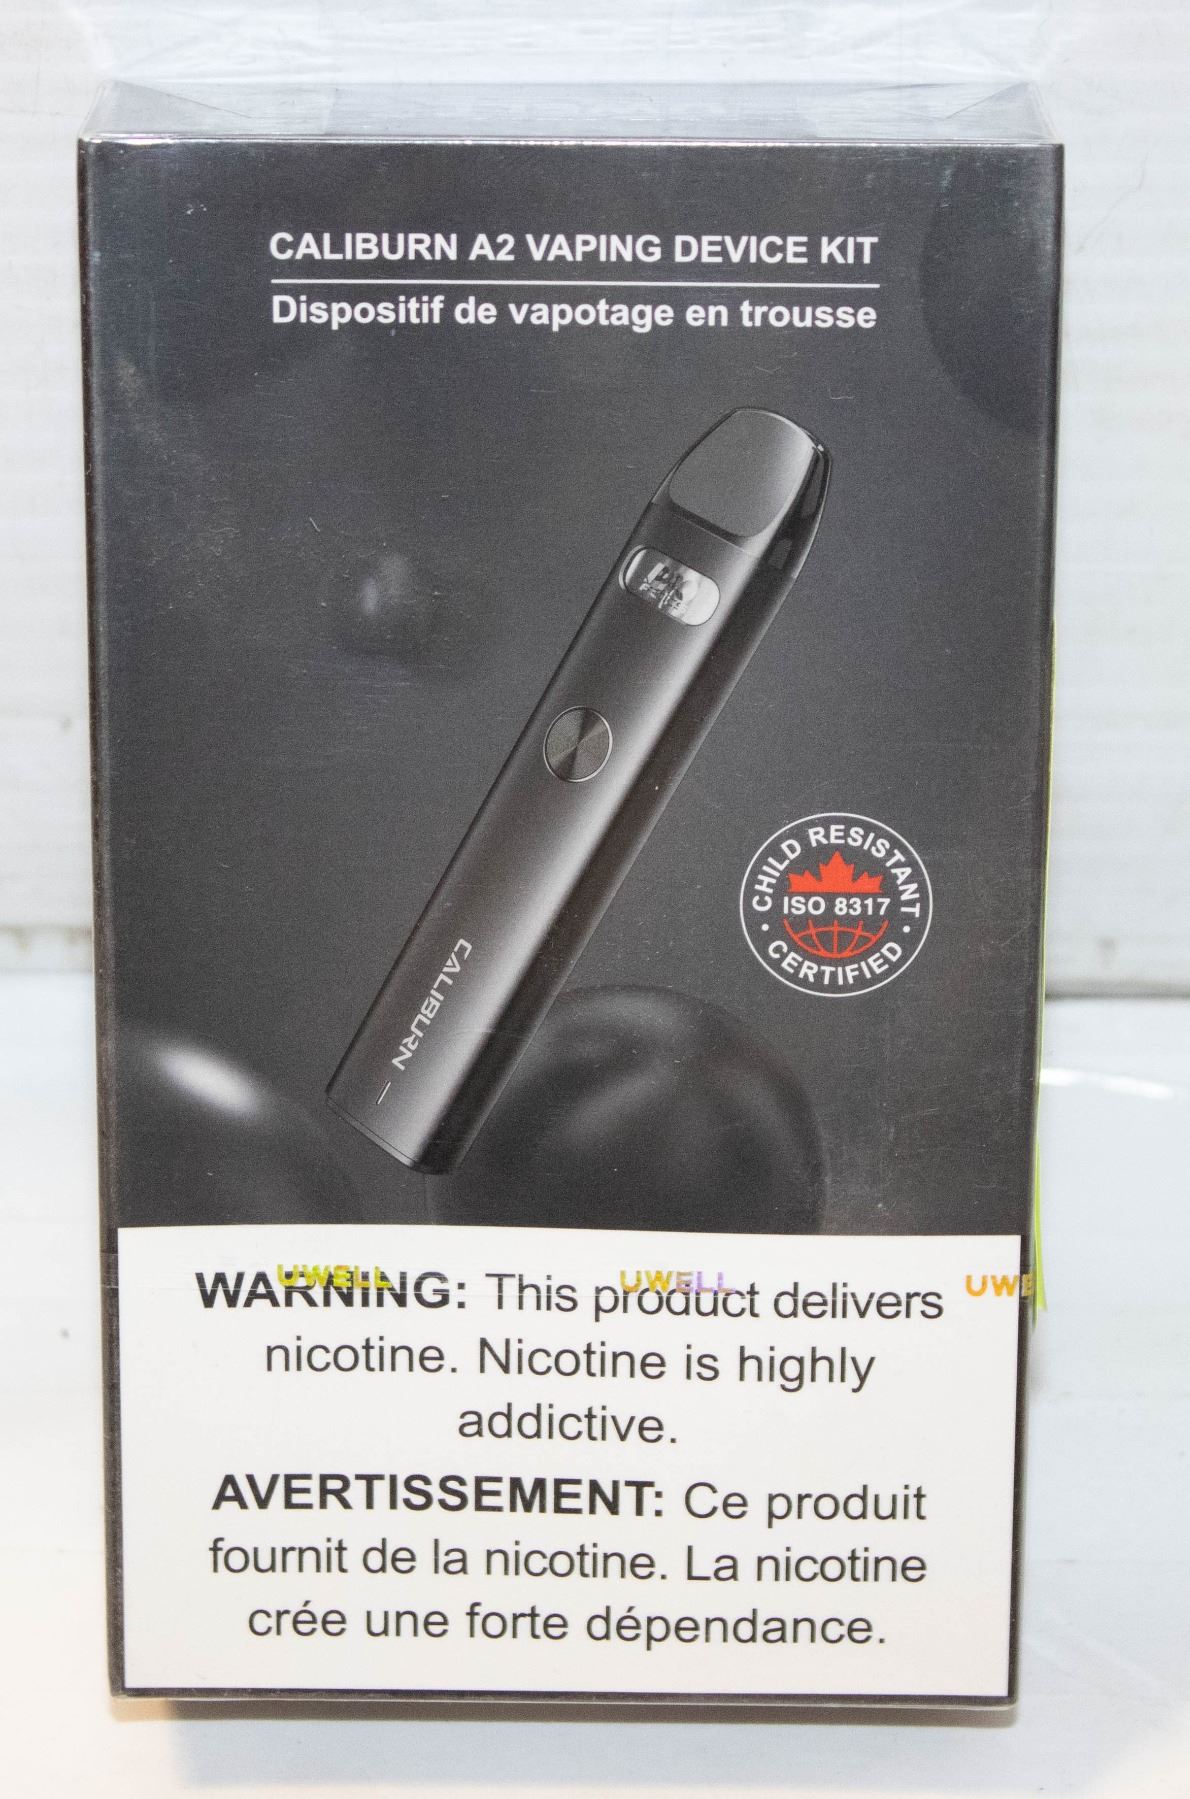 CALIBURN A2 VAPING DEVICE KIT
Dispositif de vapotage en trousse
CHILD RESISTANT
ISO 8317
CERTIFIED
CALIBURN
UWELL UWELL UWE
WARNING: This product delivers
nicotine. Nicotine is highly
addictive.
AVERTISSEMENT: Ce produit
fournit de la nicotine. La nicotine
crée une forte dépendance.